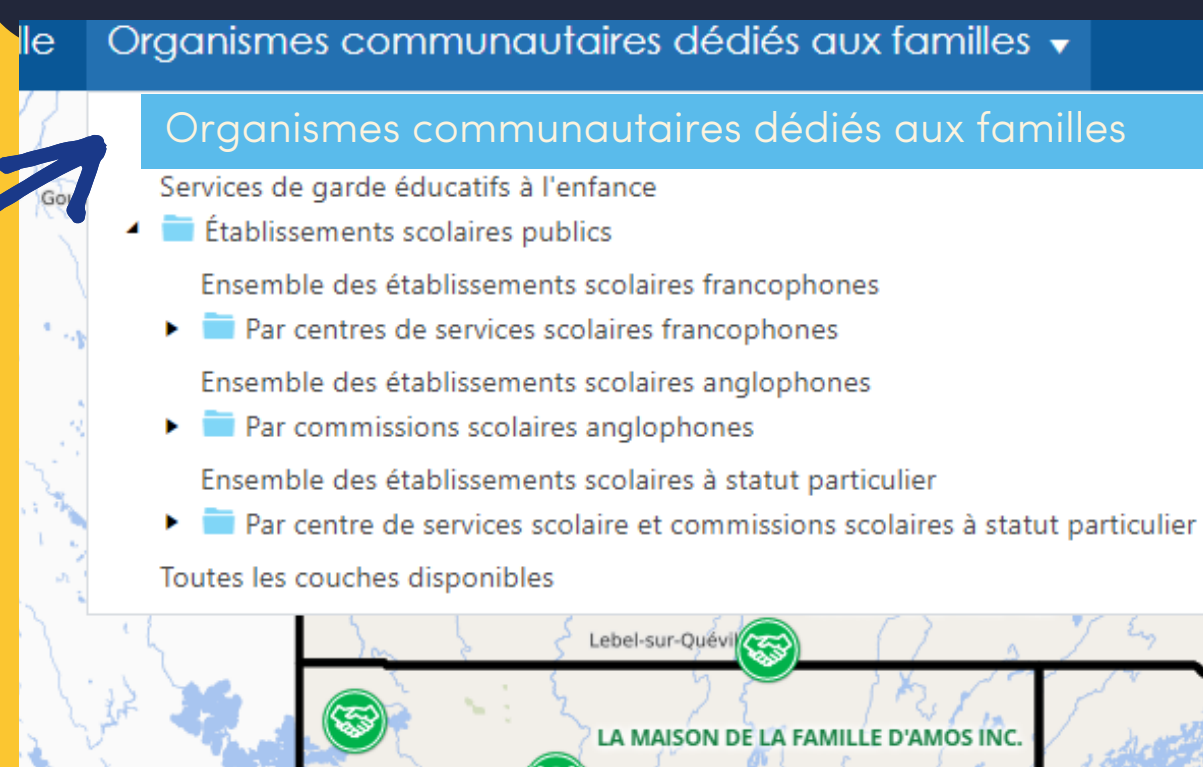 lle
Organismes communautaires dédiés aux familles
Organismes communautaires dédiés aux familles
Services de garde éducatifs à l'enfance
Établissements scolaires publics
Ensemble des établissements scolaires francophones
Par centres de services scolaires francophones
Ensemble des établissements scolaires anglophones
Par commissions scolaires anglophones
Ensemble des établissements scolaires à statut particulier
Par centre de services scolaire et commissions scolaires à statut particulier
Toutes les couches disponibles
Lebel-sur-Quévil
LA MAISON DE LA FAMILLE D'AMOS INC.